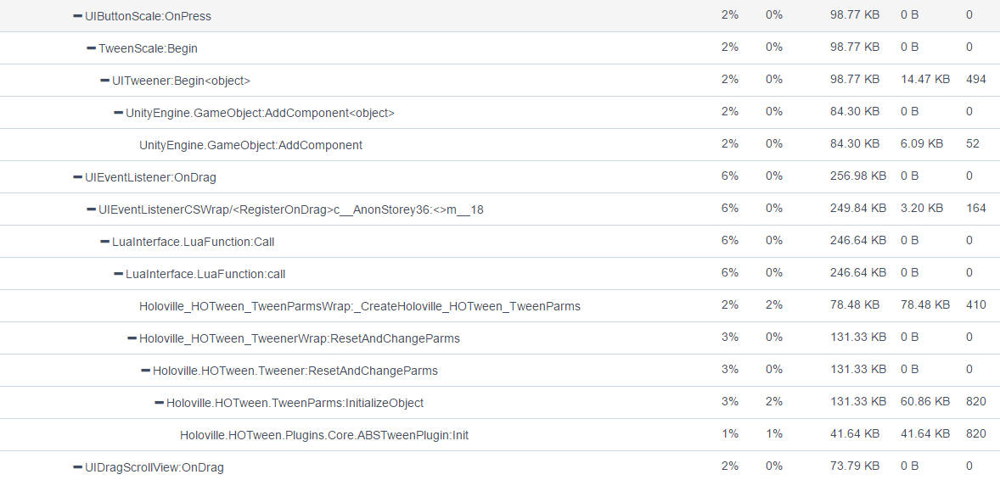 UIButtonScale:OnPress 2% 0% 98.77 KB 0 B 0
TweenScale:Begin 2% 0% 98.77 KB 0 B 0
UITweener:Begin<object> 2% 0% 98.77 KB 14.47 KB 494
UnityEngine.GameObject:AddComponent<object> 2% 0% 84.30 KB 0 B 0
UnityEngine.GameObject:AddComponent 2% 0% 84.30 KB 6.09 KB 52
UIEventListener:OnDrag 6% 0% 256.98 KB 0 B 0
UIEventListenerCSWrap/<RegisterOnDrag>c__AnonStorey36:<>m__18 6% 0% 249.84 KB 3.20 KB 164
LuaInterface.LuaFunction:Call 6% 0% 246.64 KB 0 B 0
LuaInterface.LuaFunction:call 6% 0% 246.64 KB 0 B 0
Holoville_HOTween_TweenParmsWrap:_CreateHoloville_HOTween_TweenParms 2% 2% 78.48 KB 78.48 KB 410
Holoville_HOTween_TweenerWrap:ResetAndChangeParms 3% 0% 131.33 KB 0 B 0
Holoville.HOTween.Tweener:ResetAndChangeParms 3% 0% 131.33 KB 0 B 0
Holoville.HOTween.TweenParms:InitializeObject 3% 2% 131.33 KB 60.86 KB 820
Holoville.HOTween.Plugins.Core.ABSTweenPlugin:Init 1% 1% 41.64 KB 41.64 KB 820
UIDragScrollView:OnDrag 2% 0% 73.79 KB 0 B 0